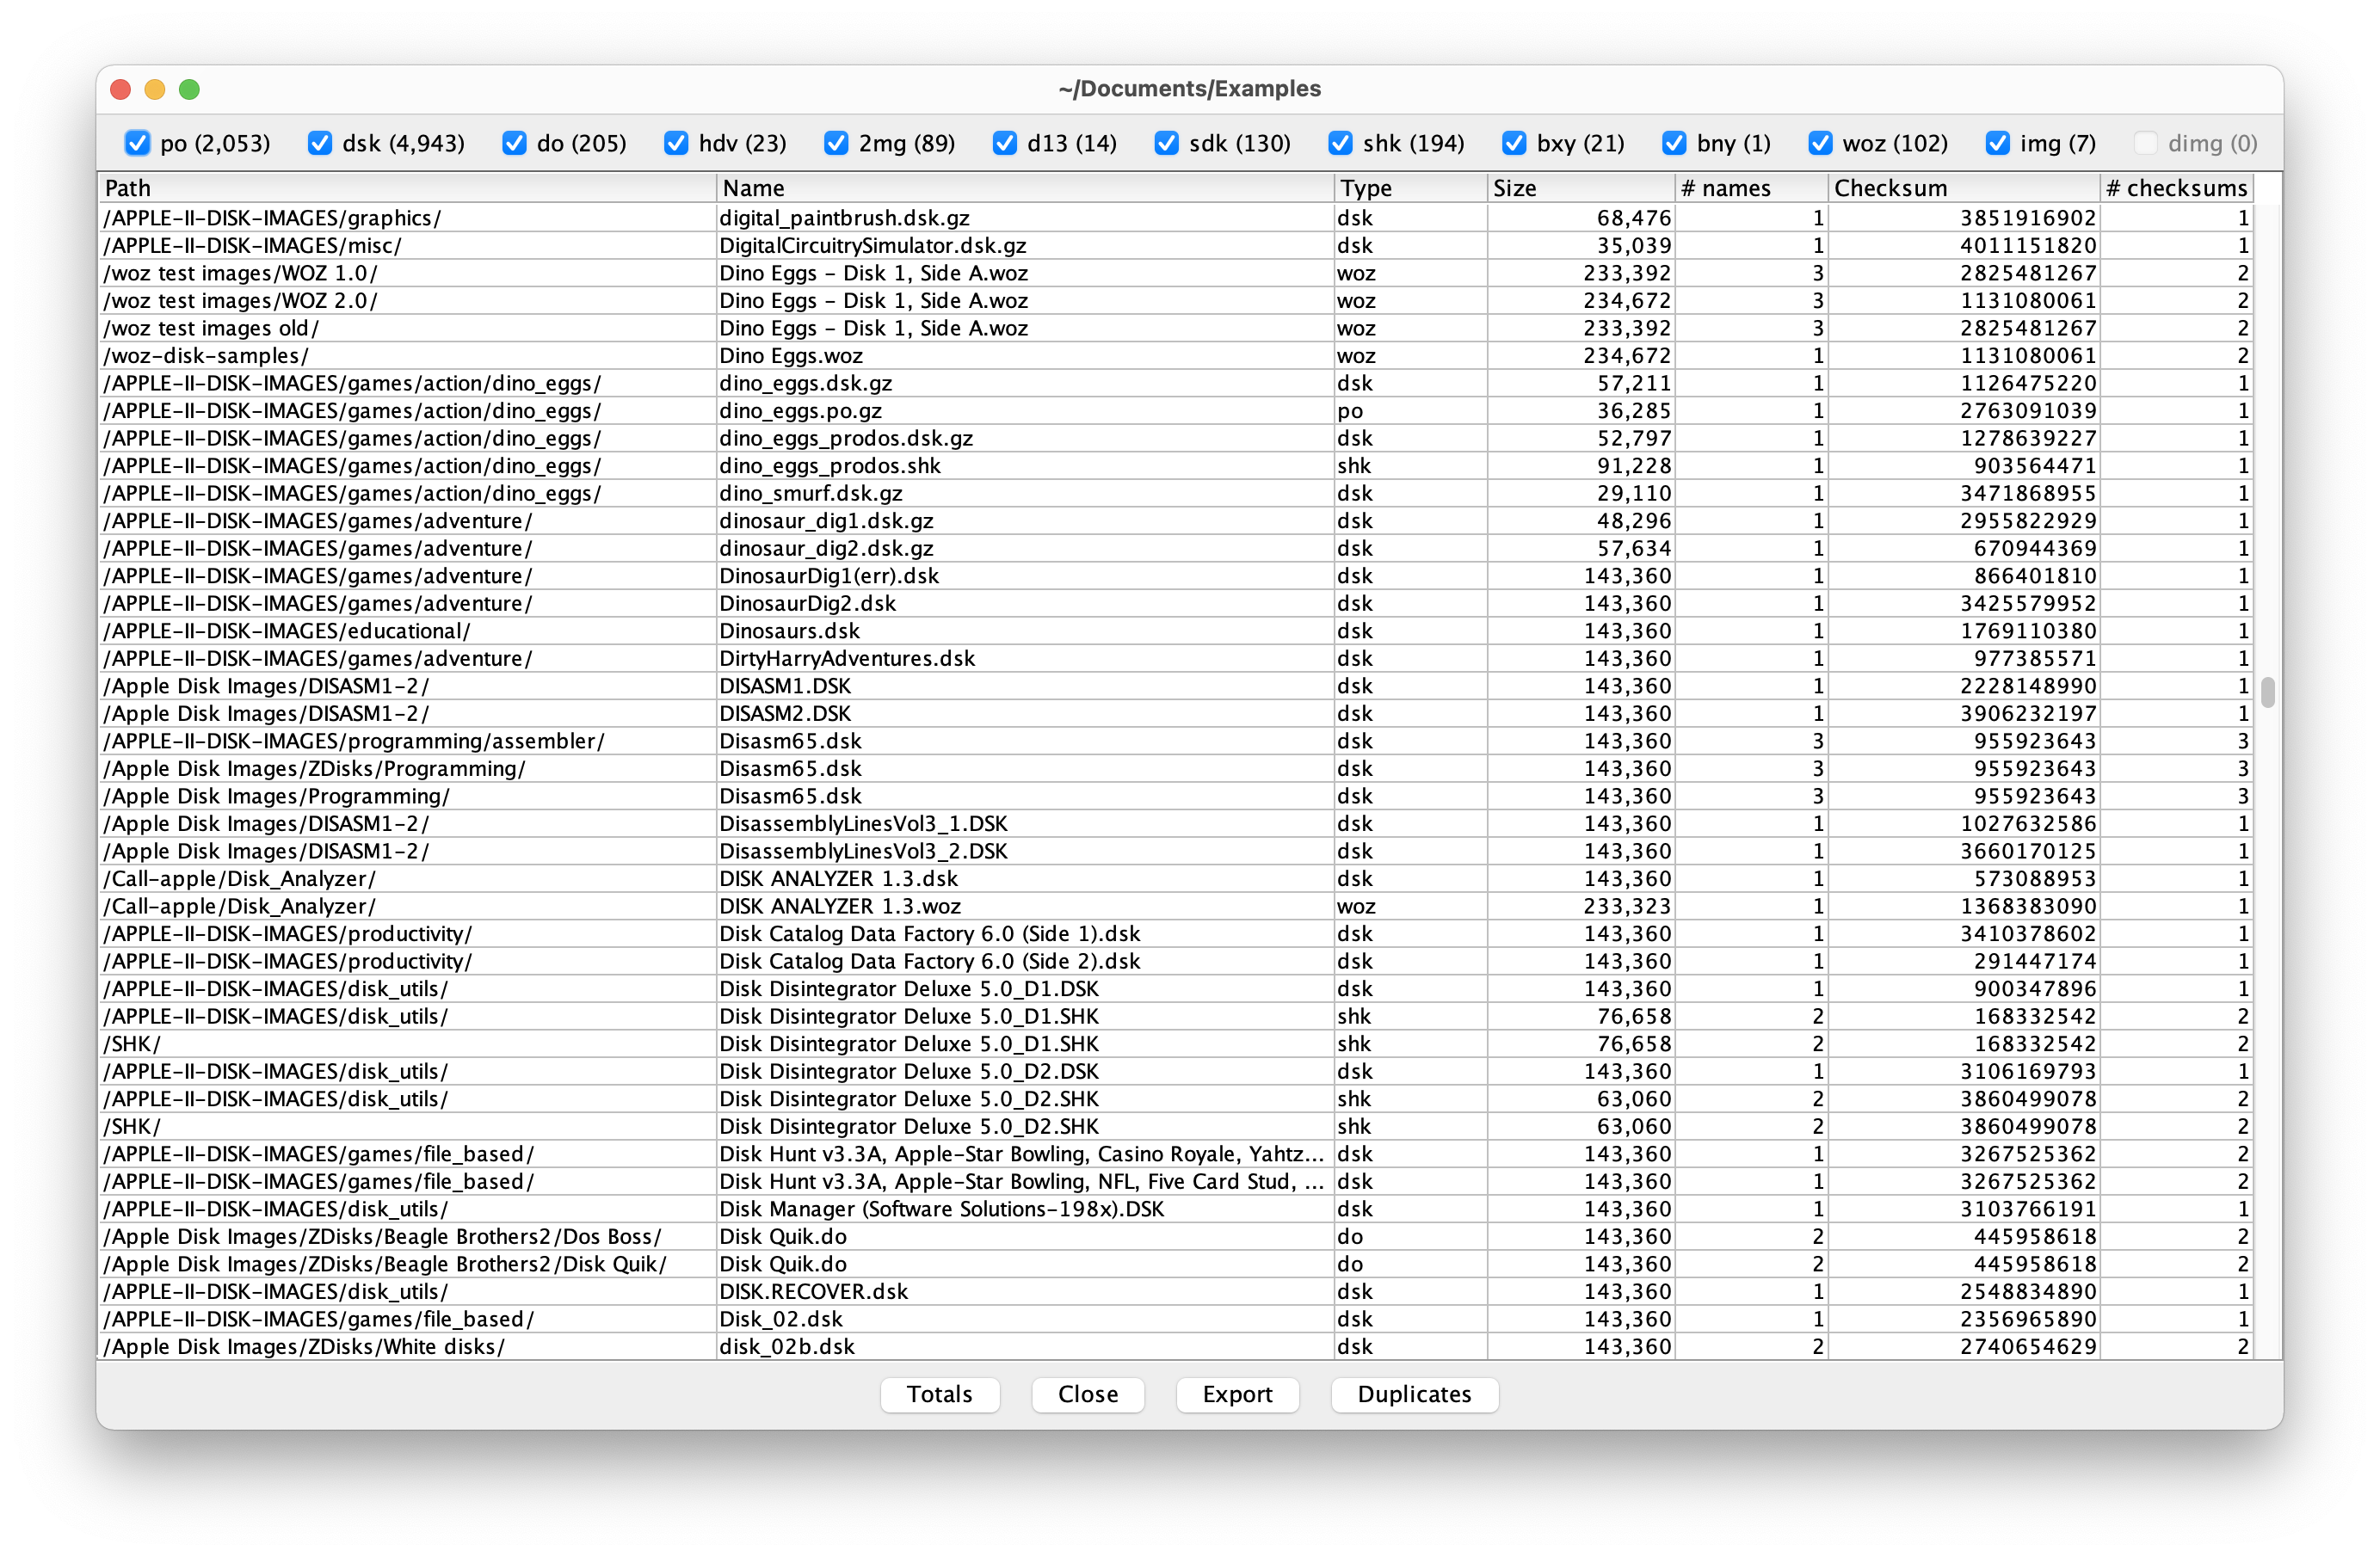 ~/Documents/Examples
po (2,053) dsk (4,943) do (205) hdv (23) 2mg (89) d13 (14) sdk (130) shk (194) bxy (21) bny (1) woz (102) img (7) dimg (0)
Path Name Type Size # names Checksum # checksums
/APPLE-II-DISK-IMAGES/graphics/ digital_paintbrush.dsk.gz dsk 68,476 1 3851916902 1
/APPLE-II-DISK-IMAGES/misc/ DigitalCircuitrySimulator.dsk.gz dsk 35,039 1 4011151820 1
/woz test images/WOZ 1.0/ Dino Eggs - Disk 1, Side A.woz woz 233,392 3 2825481267 2
/woz test images/WOZ 2.0/ Dino Eggs - Disk 1, Side A.woz woz 234,672 3 1131080061 2
/woz test images old/ Dino Eggs - Disk 1, Side A.woz woz 233,392 3 2825481267 2
/woz-disk-samples/ Dino Eggs.woz woz 234,672 1 1131080061 2
/APPLE-II-DISK-IMAGES/games/action/dino_eggs/ dino_eggs.dsk.gz dsk 57,211 1 1126475220 1
/APPLE-II-DISK-IMAGES/games/action/dino_eggs/ dino_eggs.po.gz po 36,285 1 2763091039 1
/APPLE-II-DISK-IMAGES/games/action/dino_eggs/ dino_eggs_prodos.dsk.gz dsk 52,797 1 1278639227 1
/APPLE-II-DISK-IMAGES/games/action/dino_eggs/ dino_eggs_prodos.shk shk 91,228 1 903564471 1
/APPLE-II-DISK-IMAGES/games/action/dino_eggs/ dino_smurf.dsk.gz dsk 29,110 1 3471868955 1
/APPLE-II-DISK-IMAGES/games/adventure/ dinosaur_dig1.dsk.gz dsk 48,296 1 2955822929 1
/APPLE-II-DISK-IMAGES/games/adventure/ dinosaur_dig2.dsk.gz dsk 57,634 1 670944369 1
/APPLE-II-DISK-IMAGES/games/adventure/ DinosaurDig1(err).dsk dsk 143,360 1 866401810 1
/APPLE-II-DISK-IMAGES/games/adventure/ DinosaurDig2.dsk dsk 143,360 1 3425579952 1
/APPLE-II-DISK-IMAGES/educational/ Dinosaurs.dsk dsk 143,360 1 1769110380 1
/APPLE-II-DISK-IMAGES/games/adventure/ DirtyHarryAdventures.dsk dsk 143,360 1 977385571 1
/Apple Disk Images/DISASM1-2/ DISASM1.DSK dsk 143,360 1 2228148990 1
/Apple Disk Images/DISASM1-2/ DISASM2.DSK dsk 143,360 1 3906232197 1
/APPLE-II-DISK-IMAGES/programming/assembler/ Disasm65.dsk dsk 143,360 3 955923643 3
/Apple Disk Images/ZDisks/Programming/ Disasm65.dsk dsk 143,360 3 955923643 3
/Apple Disk Images/Programming/ Disasm65.dsk dsk 143,360 3 955923643 3
/Apple Disk Images/DISASM1-2/ DisassemblyLinesVol3_1.DSK dsk 143,360 1 1027632586 1
/Apple Disk Images/DISASM1-2/ DisassemblyLinesVol3_2.DSK dsk 143,360 1 3660170125 1
/Call-apple/Disk_Analyzer/ DISK ANALYZER 1.3.dsk dsk 143,360 1 573088953 1
/Call-apple/Disk_Analyzer/ DISK ANALYZER 1.3.woz woz 233,323 1 1368383090 1
/APPLE-II-DISK-IMAGES/productivity/ Disk Catalog Data Factory 6.0 (Side 1).dsk dsk 143,360 1 3410378602 1
/APPLE-II-DISK-IMAGES/productivity/ Disk Catalog Data Factory 6.0 (Side 2).dsk dsk 143,360 1 291447174 1
/APPLE-II-DISK-IMAGES/disk_utils/ Disk Disintegrator Deluxe 5.0_D1.DSK dsk 143,360 1 900347896 1
/APPLE-II-DISK-IMAGES/disk_utils/ Disk Disintegrator Deluxe 5.0_D1.SHK shk 76,658 2 168332542 2
/SHK/ Disk Disintegrator Deluxe 5.0_D1.SHK shk 76,658 2 168332542 2
/APPLE-II-DISK-IMAGES/disk_utils/ Disk Disintegrator Deluxe 5.0_D2.DSK dsk 143,360 1 3106169793 1
/APPLE-II-DISK-IMAGES/disk_utils/ Disk Disintegrator Deluxe 5.0_D2.SHK shk 63,060 2 3860499078 2
/SHK/ Disk Disintegrator Deluxe 5.0_D2.SHK shk 63,060 2 3860499078 2
/APPLE-II-DISK-IMAGES/games/file_based/ Disk Hunt v3.3A, Apple-Star Bowling, Casino Royale, Yahtz... dsk 143,360 1 3267525362 2
/APPLE-II-DISK-IMAGES/games/file_based/ Disk Hunt v3.3A, Apple-Star Bowling, NFL, Five Card Stud, ... dsk 143,360 1 3267525362 2
/APPLE-II-DISK-IMAGES/disk_utils/ Disk Manager (Software Solutions-198x).DSK dsk 143,360 1 3103766191 1
/Apple Disk Images/ZDisks/Beagle Brothers2/Dos Boss/ Disk Quik.do do 143,360 2 445958618 2
/Apple Disk Images/ZDisks/Beagle Brothers2/Disk Quik/ Disk Quik.do do 143,360 2 445958618 2
/APPLE-II-DISK-IMAGES/disk_utils/ DISK.RECOVER.dsk dsk 143,360 1 2548834890 1
/APPLE-II-DISK-IMAGES/games/file_based/ Disk_02.dsk dsk 143,360 1 2356965890 1
/Apple Disk Images/ZDisks/White disks/ disk_02b.dsk dsk 143,360 2 2740654629 2
Totals Close Export Duplicates